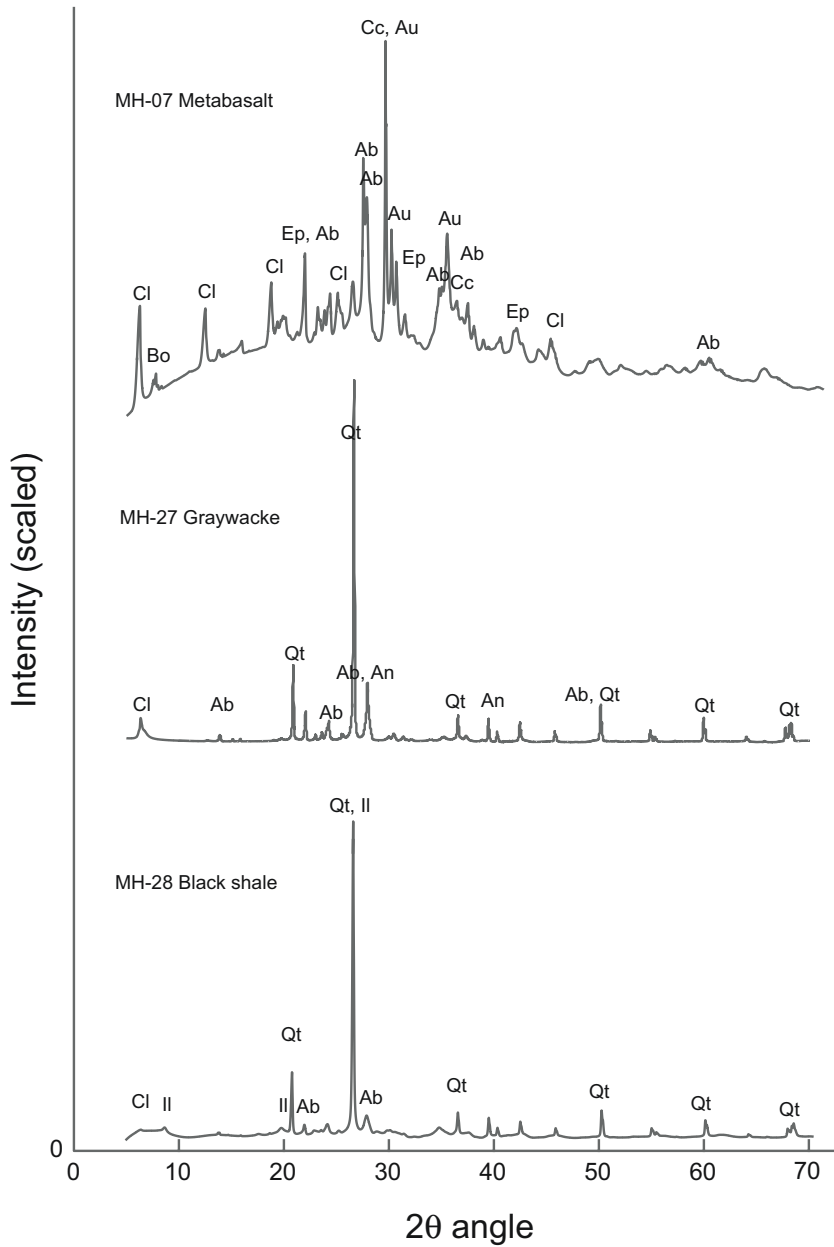 Cc, Au
MH-07 Metabasalt
Ab
Ab
Au
Au
Ep, Ab
Ab
Ep
Cl
Cl
Ab
Cc
Cl
Cl
Ep
Cl
Bo
Ab
Qt
MH-27 Graywacke
Qt
Ab, An
Cl
Ab
Ab
Qt
An
Ab, Qt
Qt
Qt
Qt, Il
MH-28 Black shale
Qt
Cl
Il
Il
Ab
Ab
Qt
Qt
Qt
Qt
Intensity (scaled)
0
0
10
20
30
40
50
60
70
2θ angle